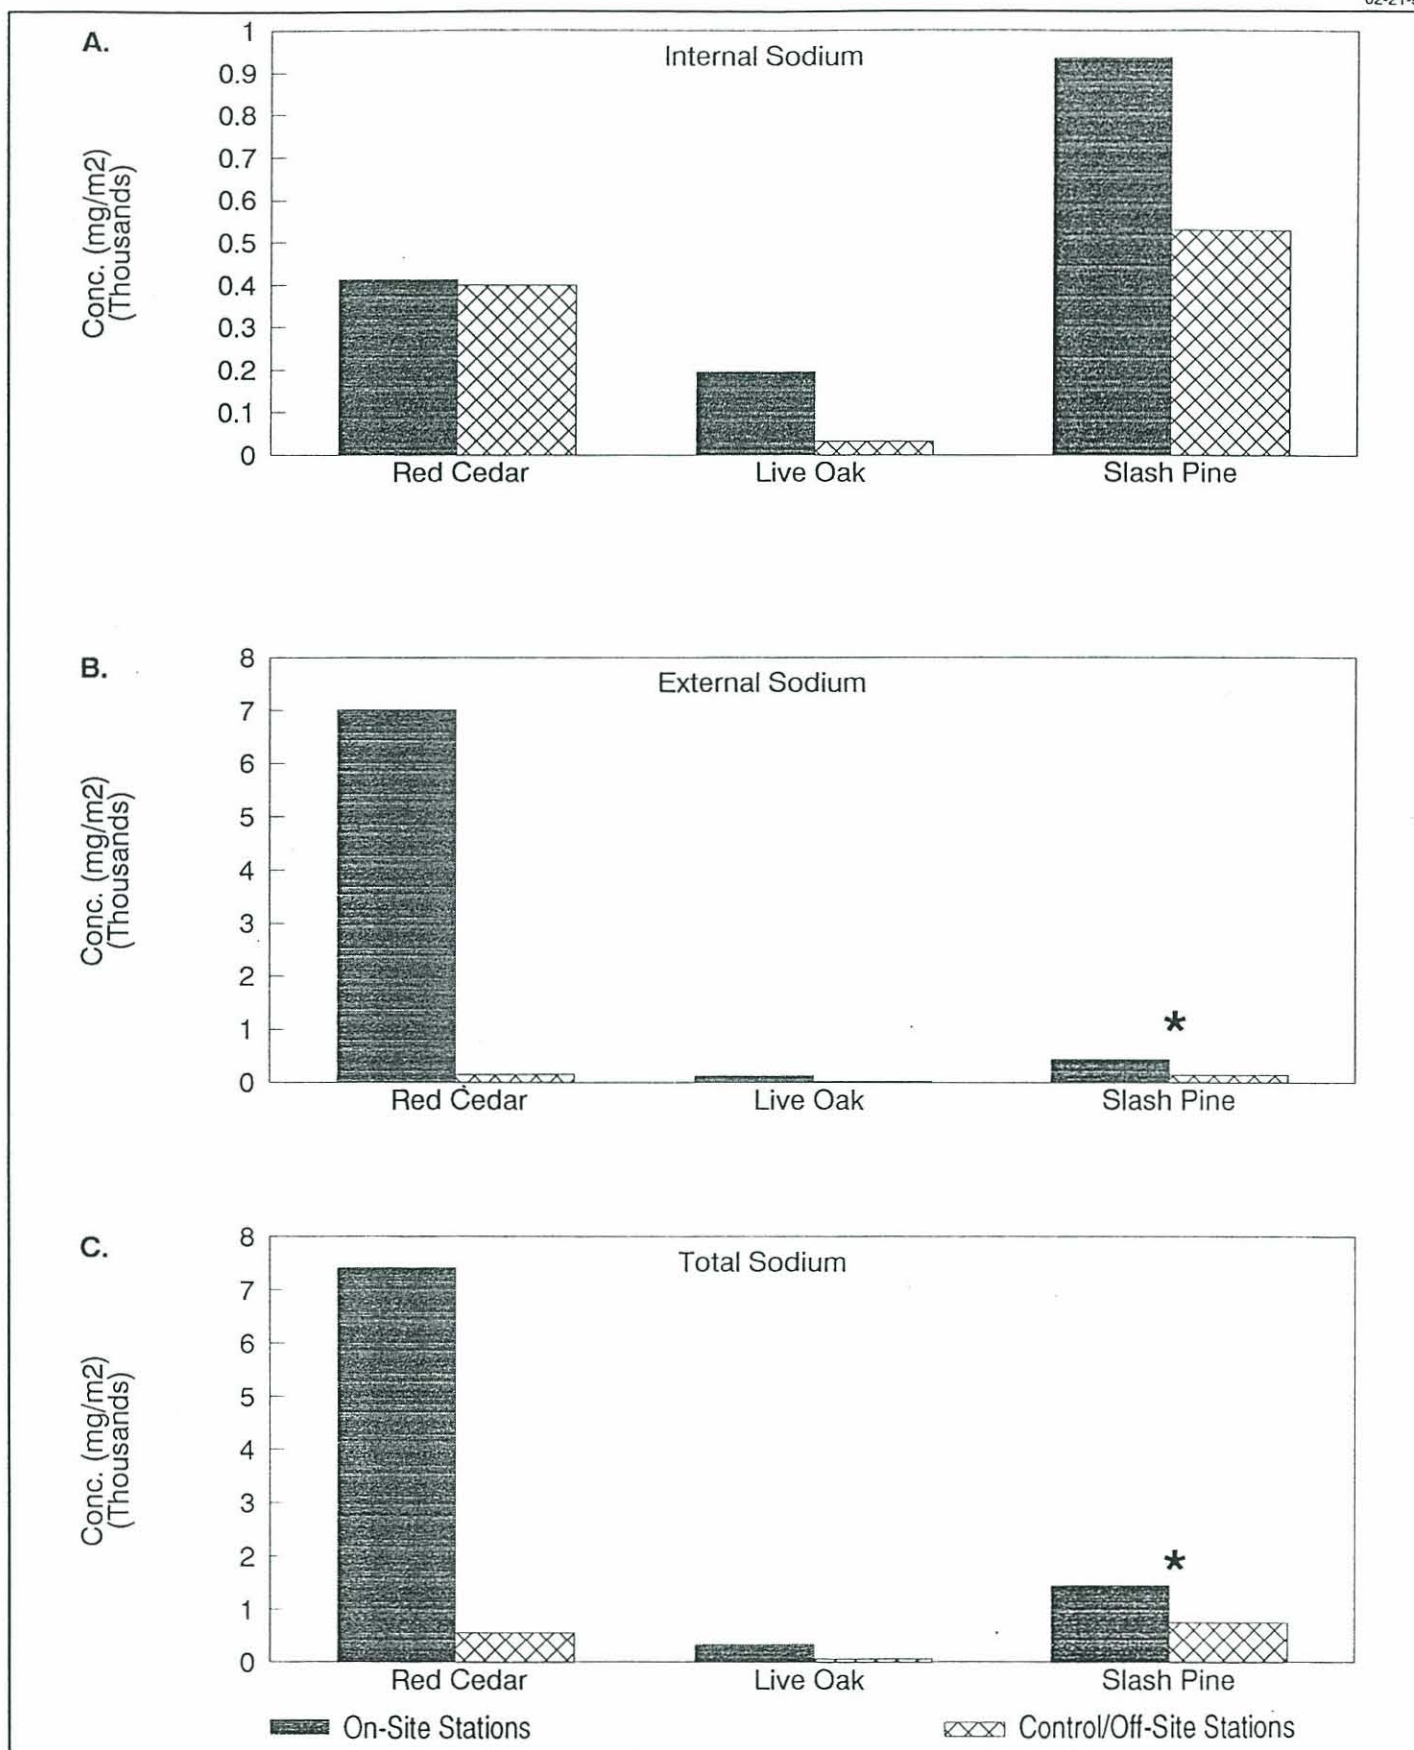 A.
Internal Sodium
Conc. (mg/m2)
(Thousands)
1
0.9
0.8
0.7
0.6
0.5
0.4
0.3
0.2
0.1
0
Red Cedar Live Oak Slash Pine
B.
External Sodium
Conc. (mg/m2)
(Thousands)
8
7
6
5
4
3
2
1
0
*
Red Cedar Live Oak Slash Pine
C.
Total Sodium
Conc. (mg/m2)
(Thousands)
8
7
6
5
4
3
2
1
0
*
Red Cedar Live Oak Slash Pine
On-Site Stations Control/Off-Site Stations